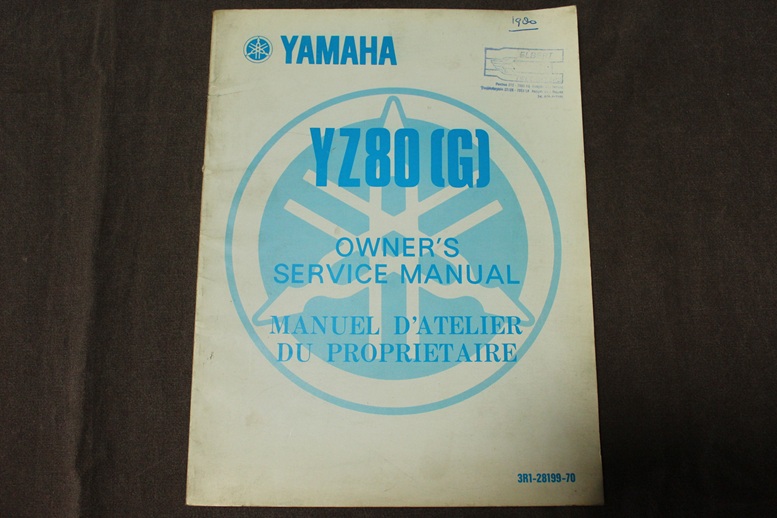 1980
YAMAHA
YZ80 (G)
OWNER'S
SERVICE MANUAL
MANUEL D'ATELIER
DU PROPRIETAIRE
3R1-28199-70